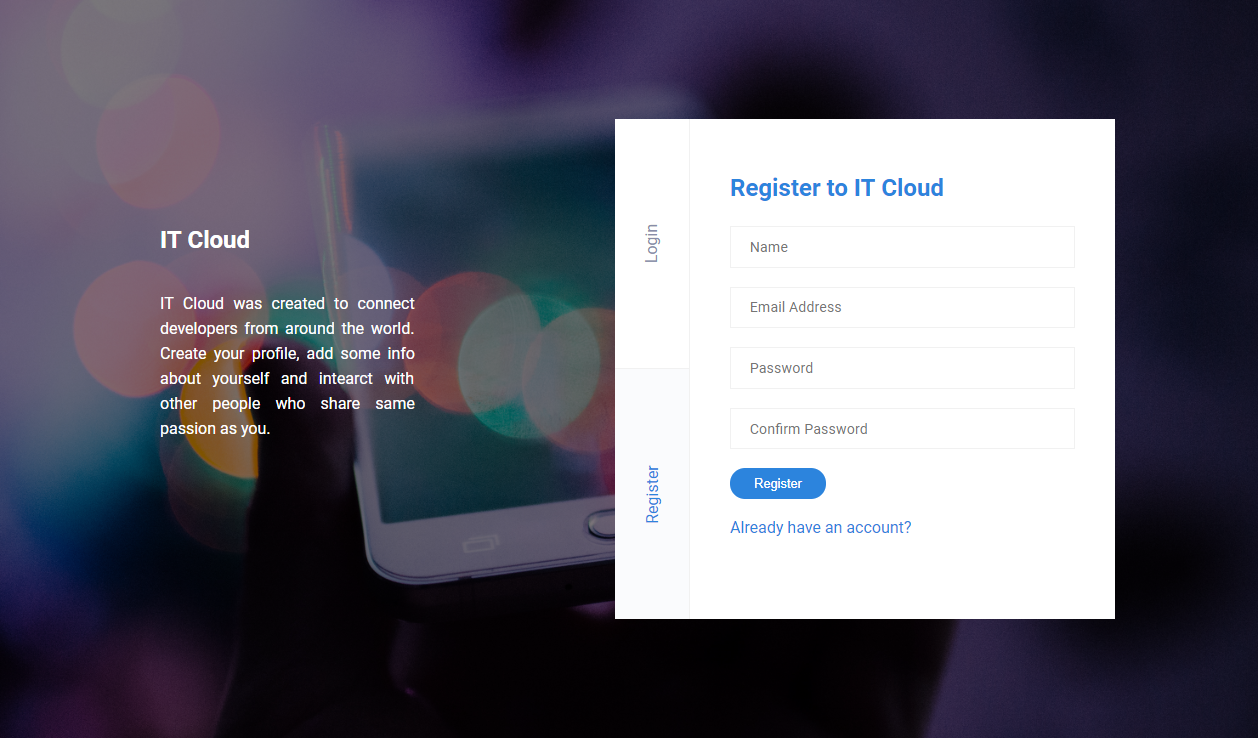 IT Cloud
IT Cloud was created to connect
developers from around the world.
Create your profile, add some info
about yourself and intearct with
other people who share same
passion as you.
Login
Register
Register to IT Cloud
Name
Email Address
Password
Confirm Password
Register
Already have an account?